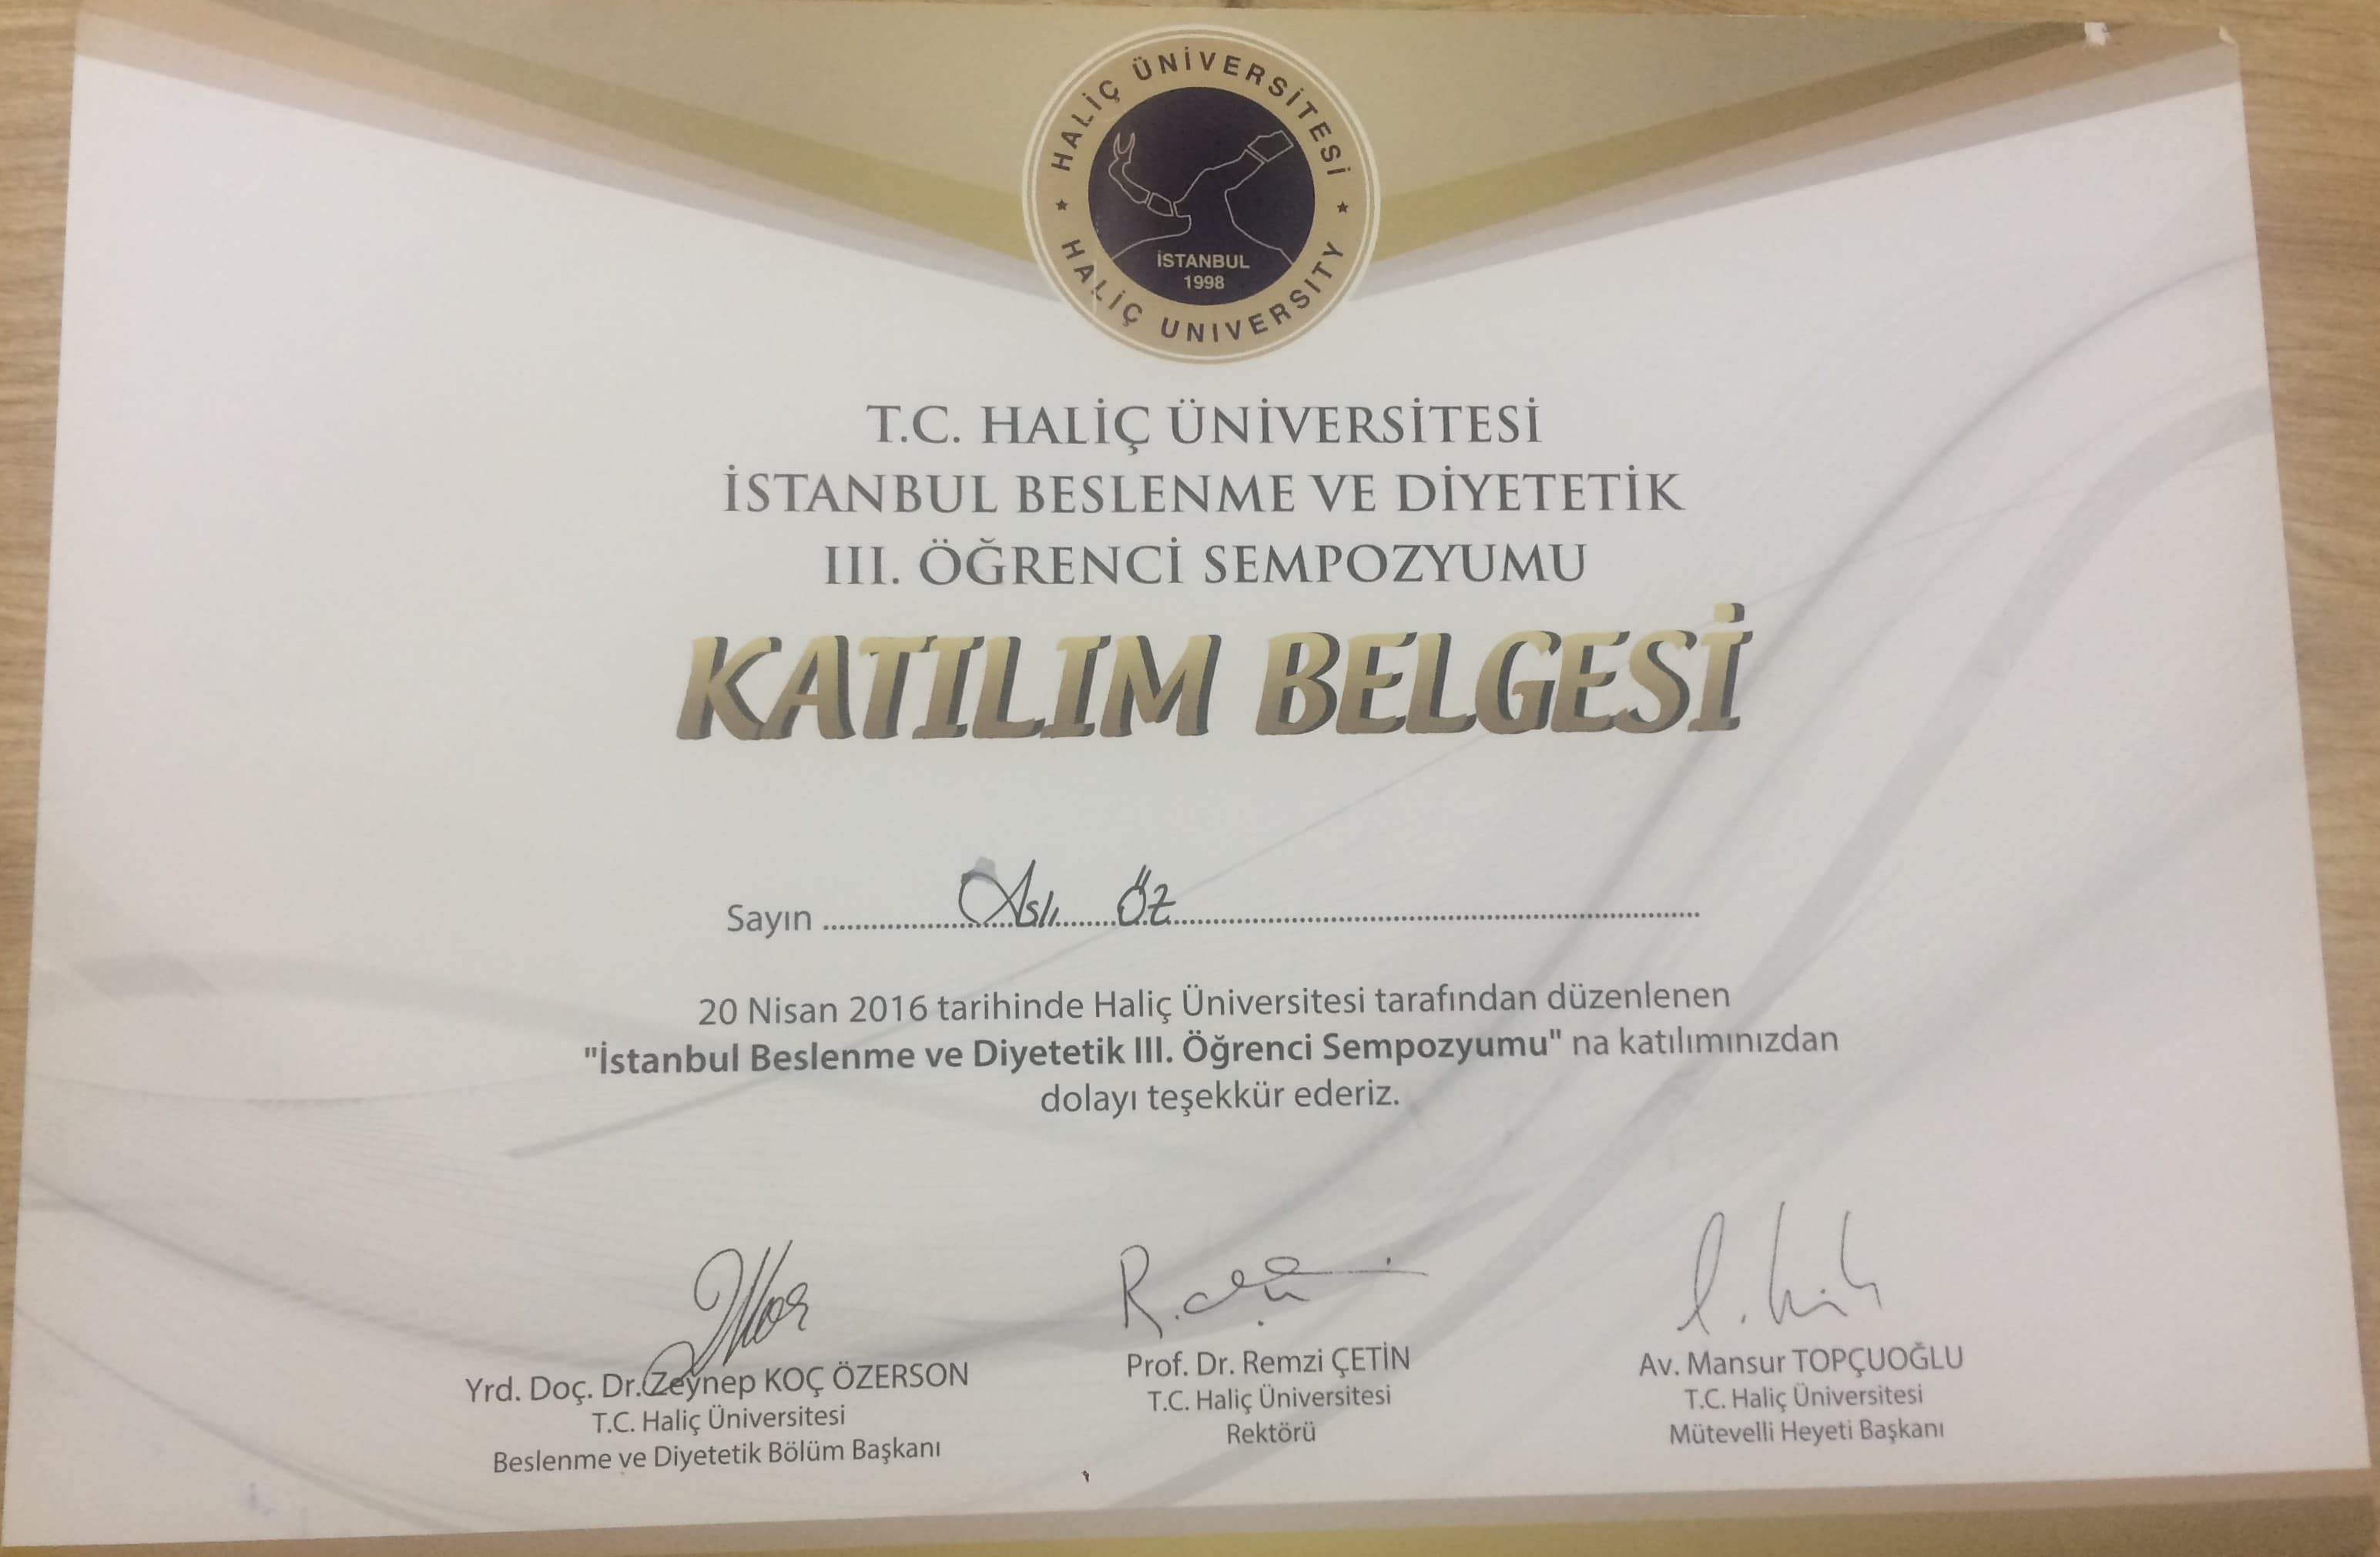 HALİÇ ÜNİVERSİTESİ
İSTANBUL
1998
HALİÇ UNIVERSITY
T.C. HALİÇ ÜNİVERSİTESİ
İSTANBUL BESLENME VE DİYETETİK
III. ÖĞRENCİ SEMPOZYUMU
KATILIM BELGESİ
Sayın Aslı Öz
20 Nisan 2016 tarihinde Haliç Üniversitesi tarafından düzenlenen
"İstanbul Beslenme ve Diyetetik III. Öğrenci Sempozyumu" na katılımınızdan
dolayı teşekkür ederiz.
Yrd. Doç. Dr. Zeynep KOÇ ÖZERSON
T.C. Haliç Üniversitesi
Beslenme ve Diyetetik Bölüm Başkanı
Prof. Dr. Remzi ÇETİN
T.C. Haliç Üniversitesi
Rektörü
Av. Mansur TOPÇUOĞLU
T.C. Haliç Üniversitesi
Mütevelli Heyeti Başkanı